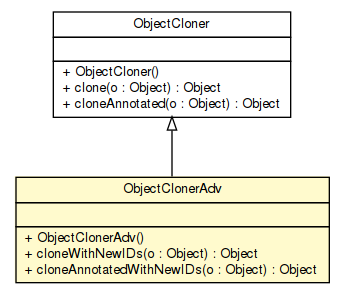 ObjectCloner
+ ObjectCloner()
+ clone(o : Object) : Object
+ cloneAnnotated(o : Object) : Object
ObjectClonerAdv
+ ObjectClonerAdv()
+ cloneWithNewIDs(o : Object) : Object
+ cloneAnnotatedWithNewIDs(o : Object) : Object